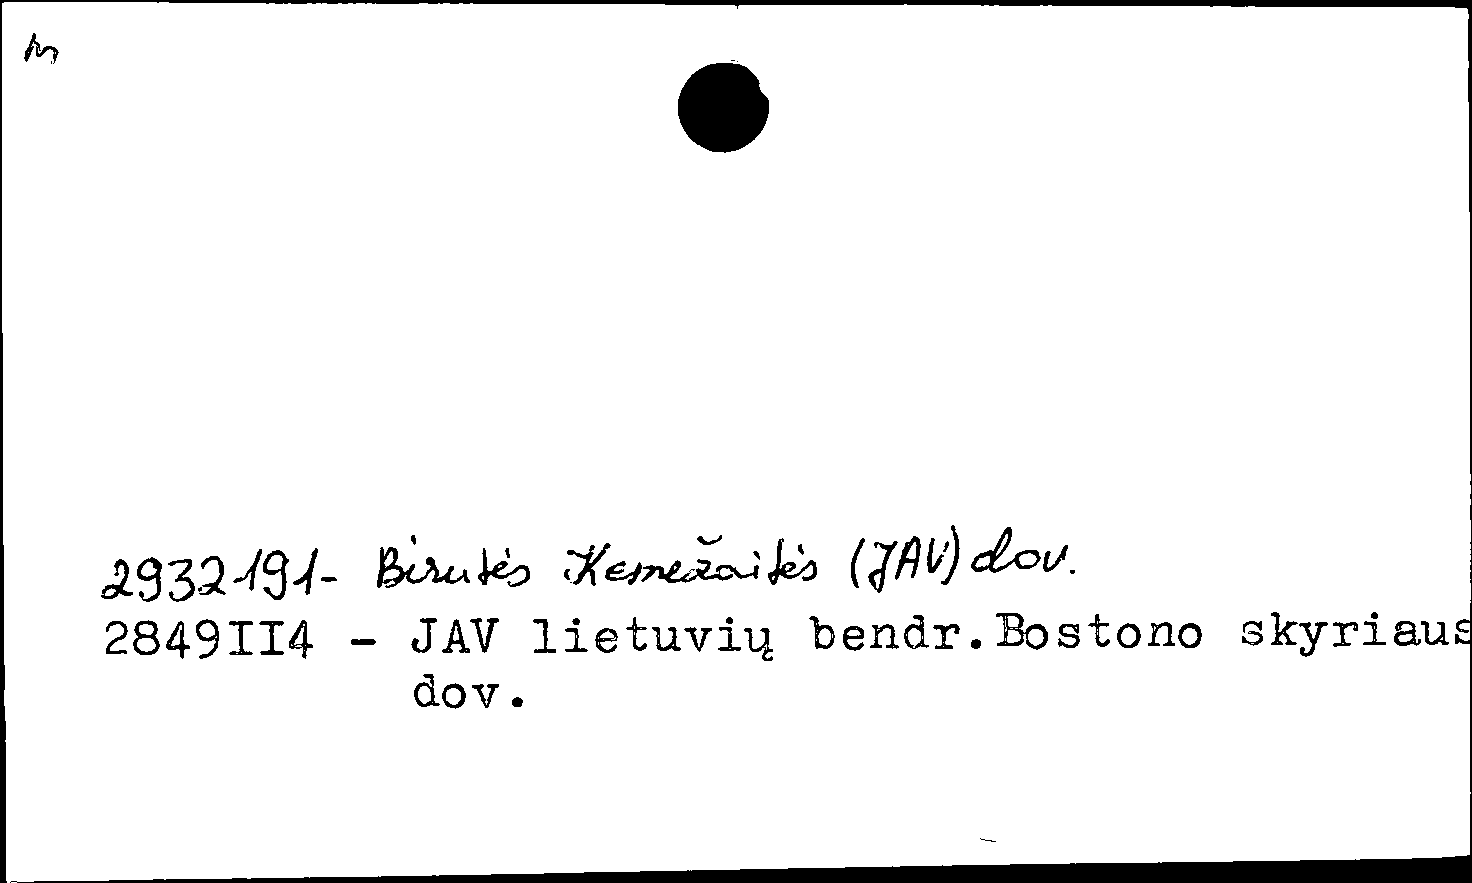 2932191- Birutės Kemežaitės (JAV) dov.
2849II4 - JAV lietuvių bendr.Bostono skyriaus
dov.